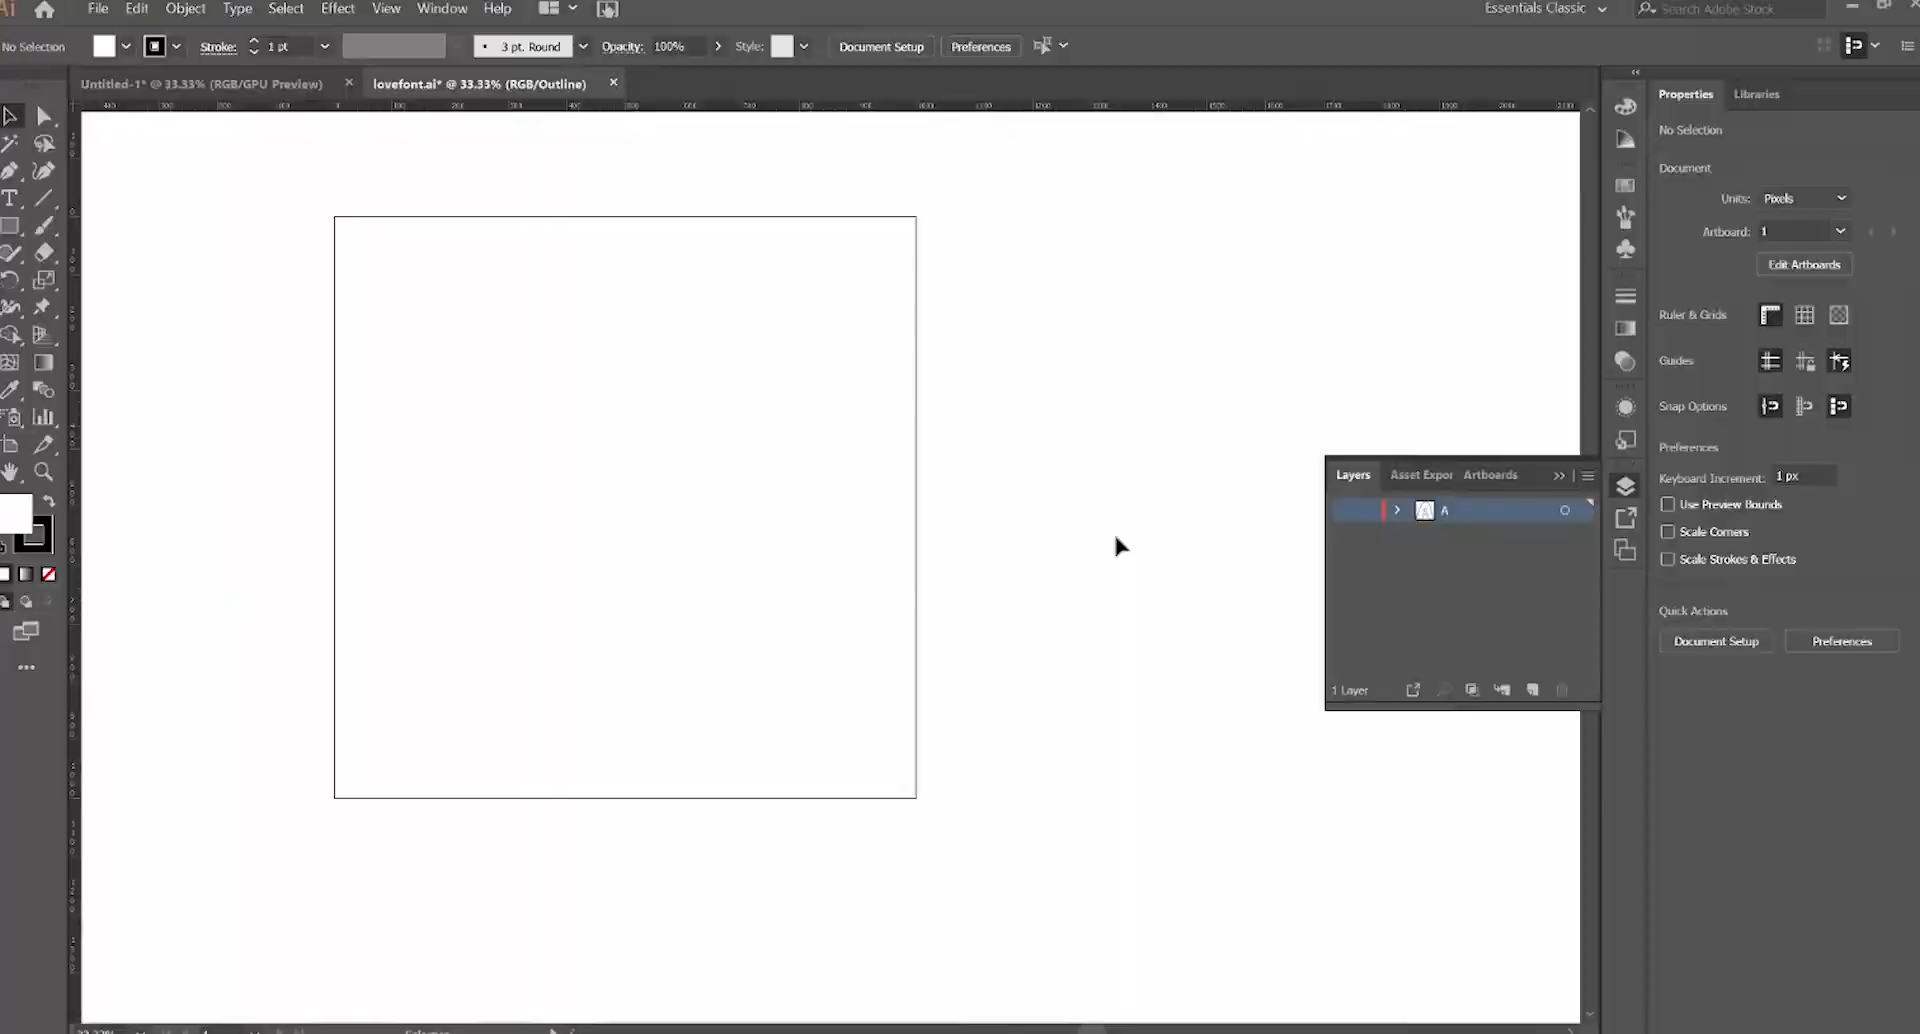 Ai File Edit Object Type Select Effect View Window Help Essentials Classic Search Adobe Stock
No Selection Stroke: 1 pt 3 pt. Round Opacity: 100% Style: Document Setup Preferences
Untitled-1* @ 33.33% (RGB/GPU Preview) × lovefont.ai* @ 33.33% (RGB/Outline) ×
Properties Libraries
No Selection
Document
Units: Pixels
Artboard: 1
Edit Artboards
Ruler & Grids
Guides
Snap Options
Preferences
Keyboard Increment: 1 px
Use Preview Bounds
Scale Corners
Scale Strokes & Effects
Quick Actions
Document Setup Preferences
Layers Asset Expor Artboards
A
1 Layer